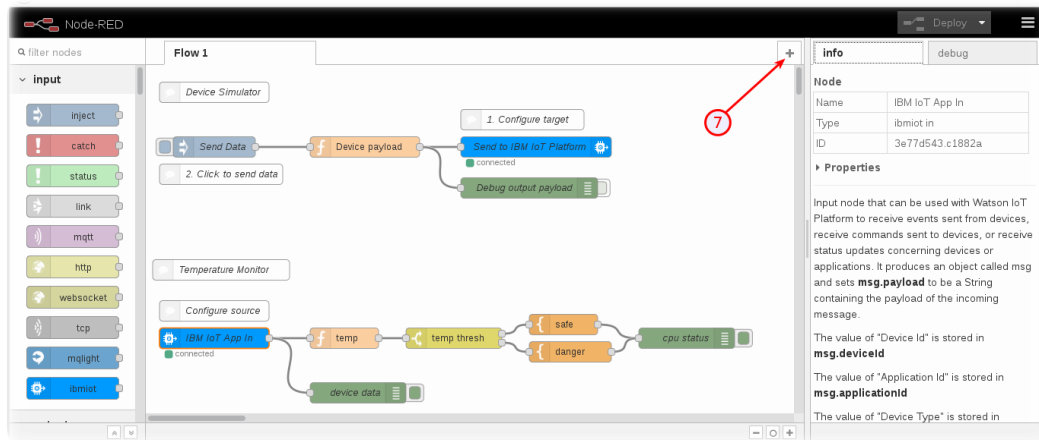 Node-RED
Deploy
filter nodes
Flow 1
+
info
debug
input
inject
catch
status
link
mqtt
http
websocket
tcp
mqlight
ibmiot
Device Simulator
1. Configure target
7
Send Data
Device payload
Send to IBM IoT Platform
connected
2. Click to send data
Debug output payload
Temperature Monitor
Configure source
IBM IoT App In
connected
temp
temp thresh
safe
danger
cpu status
device data
Node
Name IBM IoT App In
Type ibmiot in
ID 3e77d543.c1882a
Properties
Input node that can be used with Watson IoT
Platform to receive events sent from devices,
receive commands sent to devices, or receive
status updates concerning devices or
applications. It produces an object called msg
and sets msg.payload to be a String
containing the payload of the incoming
message.
The value of "Device Id" is stored in
msg.deviceId
The value of "Application Id" is stored in
msg.applicationId
The value of "Device Type" is stored in